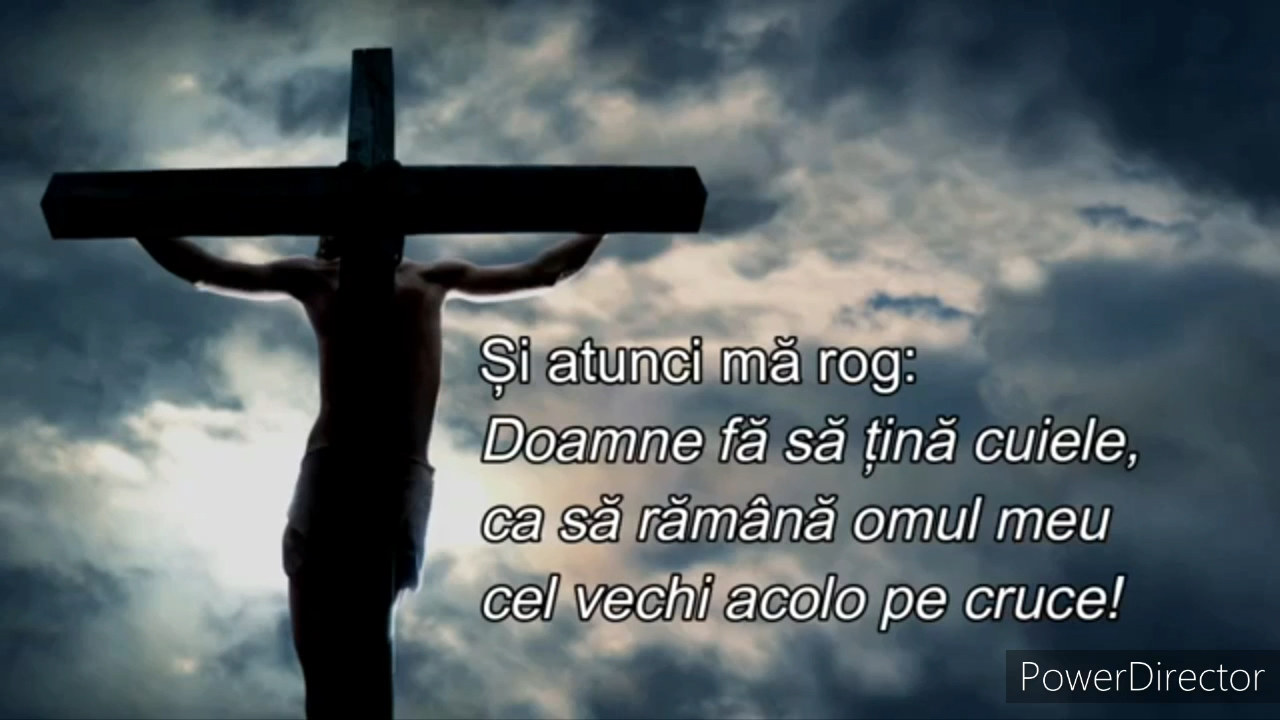 Și atunci mă rog:
Doamne fă să țină cuiele,
ca să rămână omul meu
cel vechi acolo pe cruce!
PowerDirector